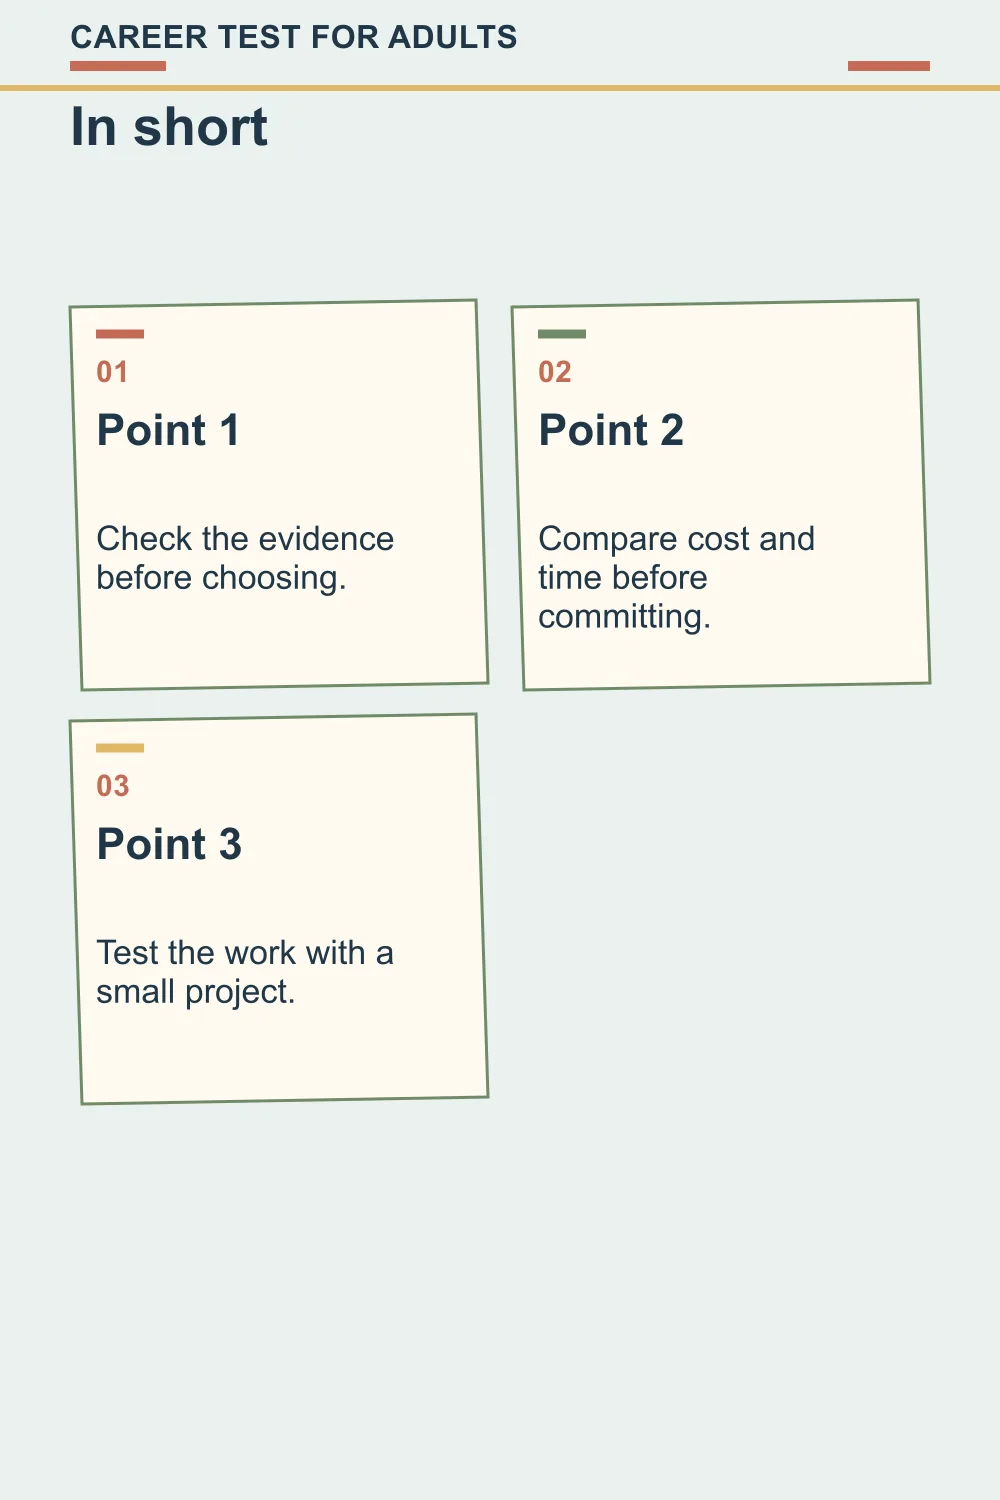 CAREER TEST FOR ADULTS
In short
01
Point 1
Check the evidence
before choosing.
02
Point 2
Compare cost and
time before
committing.
03
Point 3
Test the work with a
small project.